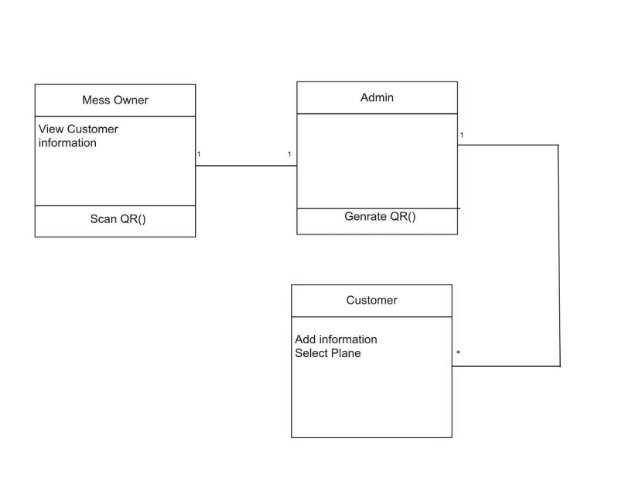 Mess Owner
View Customer
information
Scan QR()
1
1
Admin
Genrate QR()
1
Customer
Add information
Select Plane
*